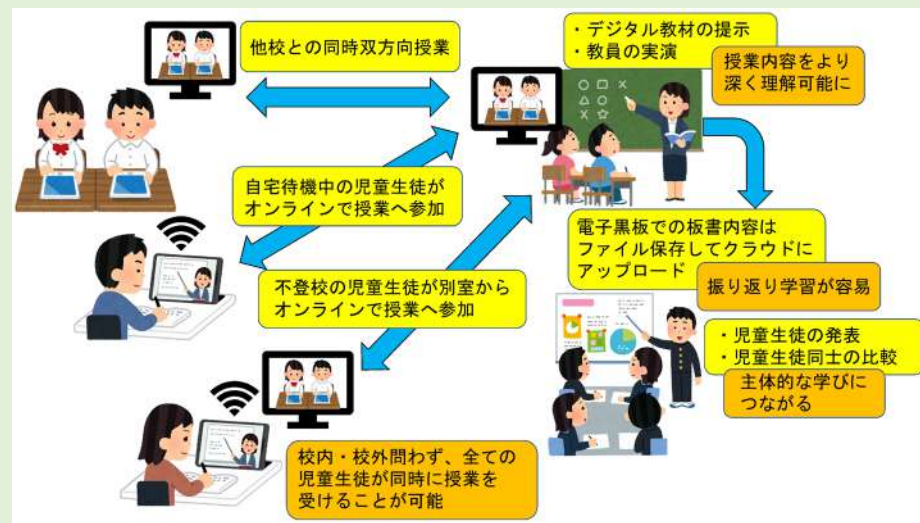 他校との同時双方向授業
・デジタル教材の提示
・教員の実演
授業内容をより
深く理解可能に
自宅待機中の児童生徒が
オンラインで授業へ参加
不登校の児童生徒が別室から
オンラインで授業へ参加
電子黒板での板書内容は
ファイル保存してクラウドに
アップロード
振り返り学習が容易
・児童生徒の発表
・児童生徒同士の比較
主体的な学びに
つながる
校内・校外問わず、全ての
児童生徒が同時に授業を
受けることが可能